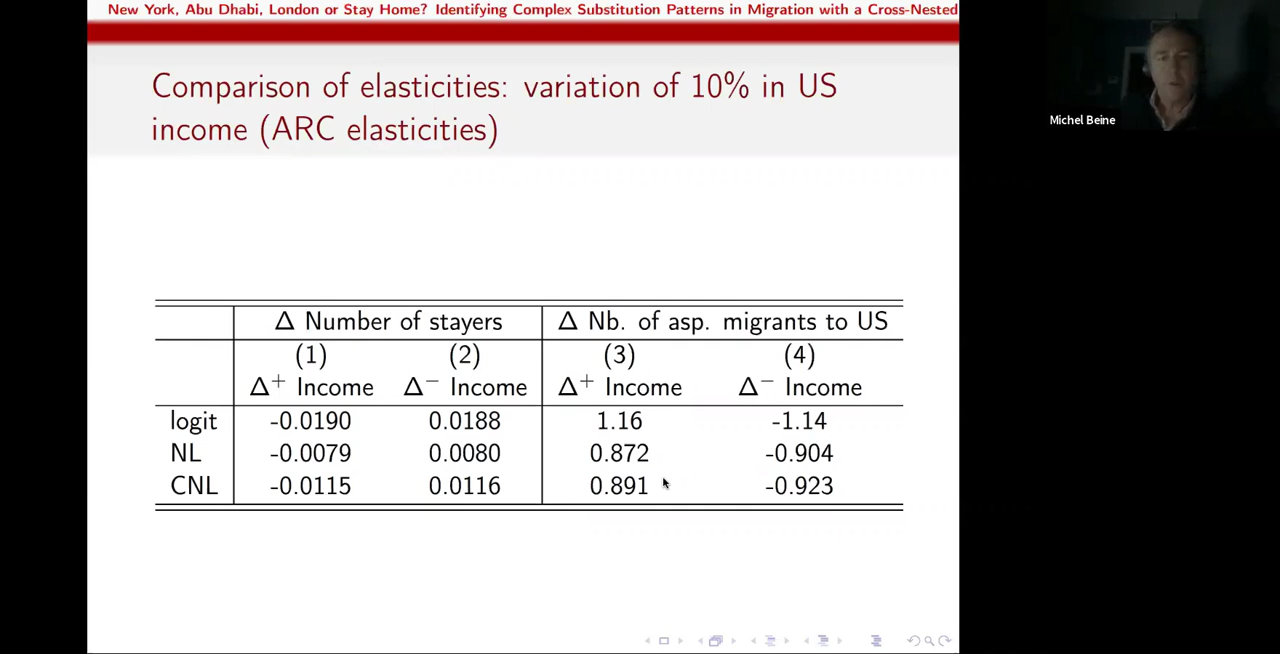 New York, Abu Dhabi, London or Stay Home? Identifying Complex Substitution Patterns in Migration with a Cross-Nested
Michel Beine
Comparison of elasticities: variation of 10% in US
income (ARC elasticities)
Δ Number of stayers Δ Nb. of asp. migrants to US
(1) (2) (3) (4)
Δ⁺ Income Δ⁻ Income Δ⁺ Income Δ⁻ Income
logit -0.0190 0.0188 1.16 -1.14
NL -0.0079 0.0080 0.872 -0.904
CNL -0.0115 0.0116 0.891 -0.923